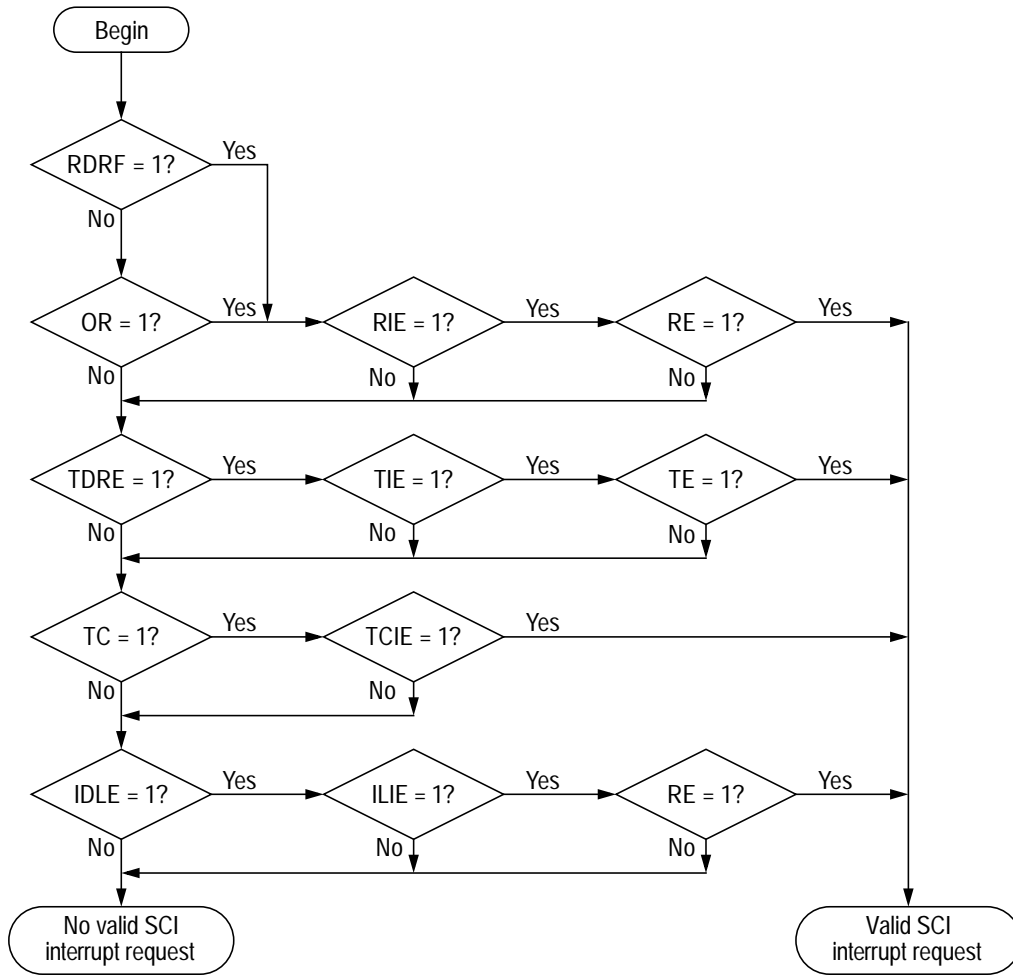 Begin
RDRF = 1?
Yes
No
OR = 1?
Yes
RIE = 1?
Yes
RE = 1?
Yes
No
No
No
TDRE = 1?
Yes
TIE = 1?
Yes
TE = 1?
Yes
No
No
No
TC = 1?
Yes
TCIE = 1?
Yes
No
No
IDLE = 1?
Yes
ILIE = 1?
Yes
RE = 1?
Yes
No
No
No
No valid SCI
interrupt request
Valid SCI
interrupt request